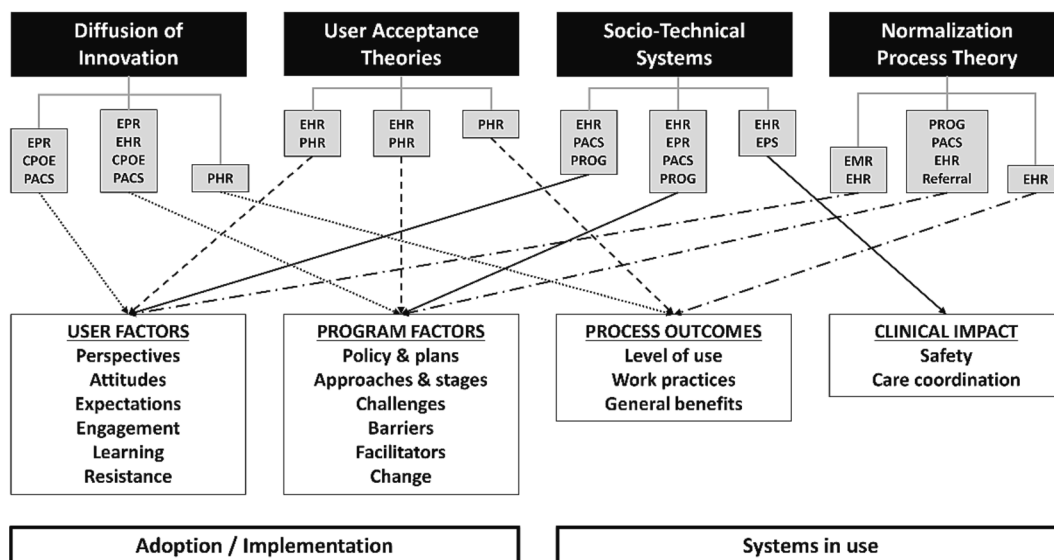 Diffusion of
Innovation
User Acceptance
Theories
Socio-Technical
Systems
Normalization
Process Theory
EPR
CPOE
PACS
EPR
EHR
CPOE
PACS
PHR
EHR
PHR
EHR
PHR
PHR
EHR
PACS
PROG
EHR
EPR
PACS
PROG
EHR
EPS
EMR
EHR
PROG
PACS
EHR
Referral
EHR
USER FACTORS
Perspectives
Attitudes
Expectations
Engagement
Learning
Resistance
PROGRAM FACTORS
Policy & plans
Approaches & stages
Challenges
Barriers
Facilitators
Change
PROCESS OUTCOMES
Level of use
Work practices
General benefits
CLINICAL IMPACT
Safety
Care coordination
Adoption / Implementation
Systems in use